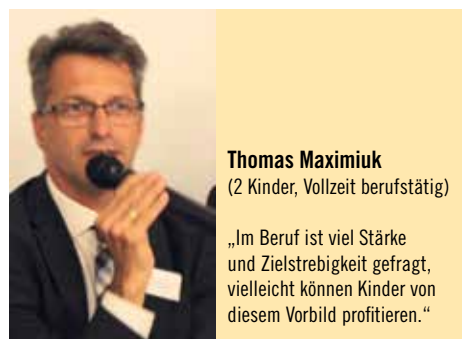 Thomas Maximiuk
(2 Kinder, Vollzeit berufstätig)
„Im Beruf ist viel Stärke
und Zielstrebigkeit gefragt,
vielleicht können Kinder von
diesem Vorbild profitieren.“